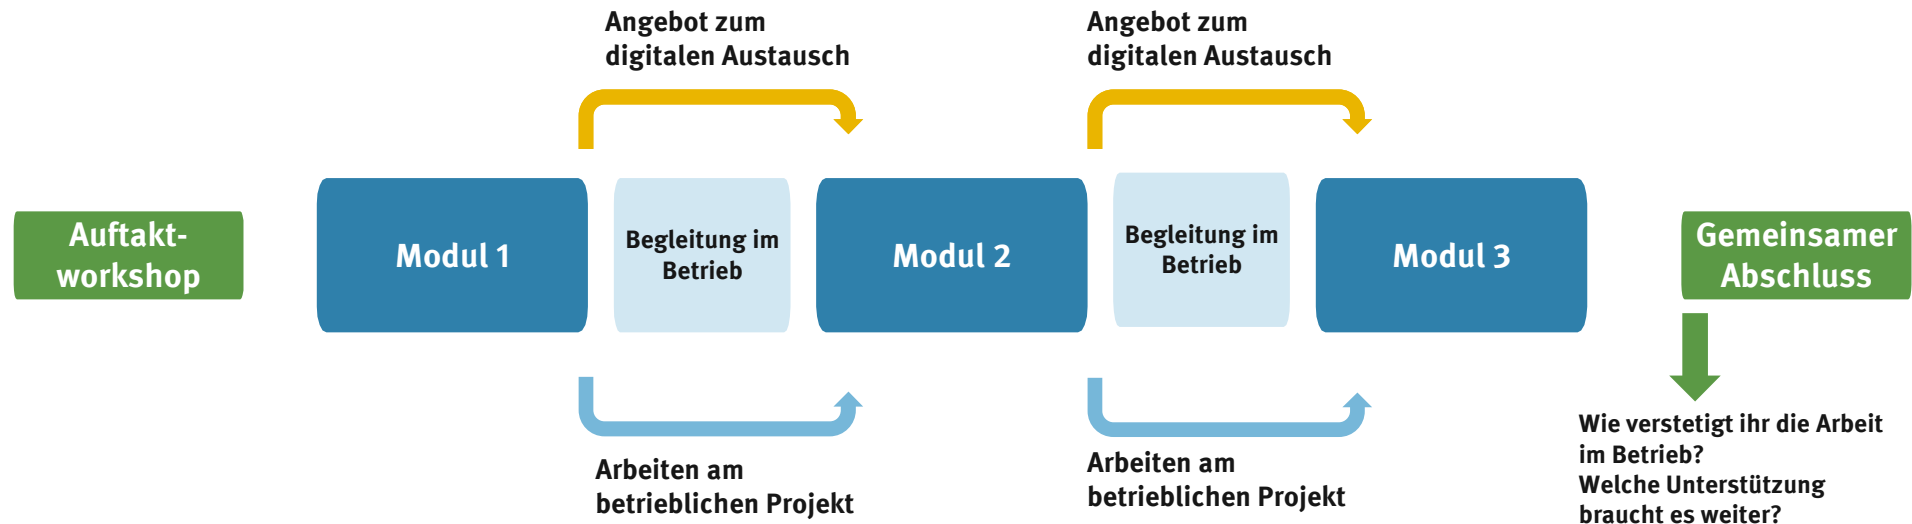 Angebot zum
digitalen Austausch
Angebot zum
digitalen Austausch
Auftakt-
workshop
Modul 1
Begleitung im
Betrieb
Modul 2
Begleitung im
Betrieb
Modul 3
Gemeinsamer
Abschluss
Arbeiten am
betrieblichen Projekt
Arbeiten am
betrieblichen Projekt
Wie verstetigt ihr die Arbeit
im Betrieb?
Welche Unterstützung
braucht es weiter?